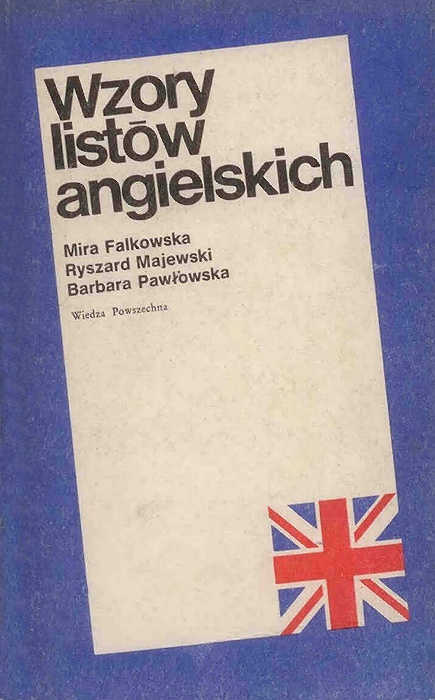 Wzory
listów
angielskich
Mira Falkowska
Ryszard Majewski
Barbara Pawłowska
Wiedza Powszechna